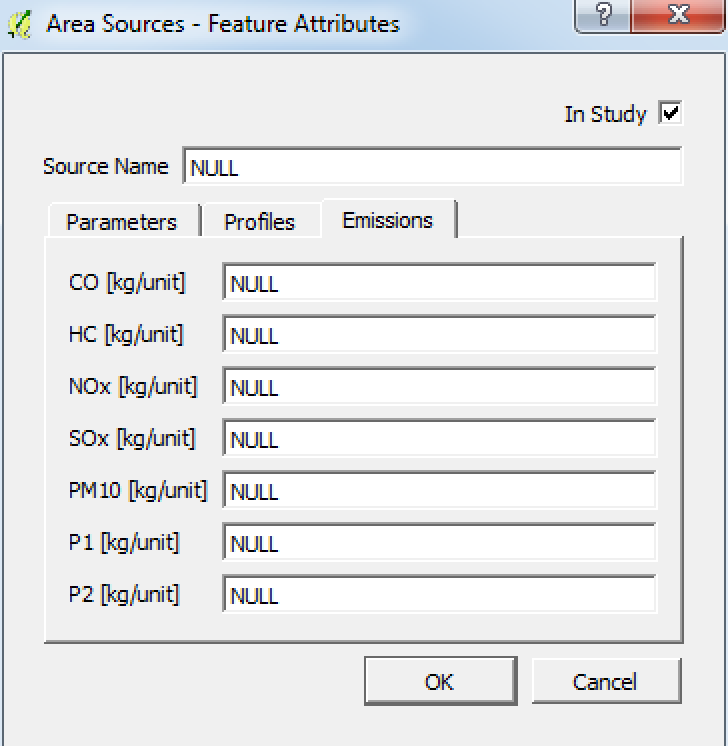 Area Sources - Feature Attributes
In Study
Source Name NULL
Parameters Profiles Emissions
CO [kg/unit] NULL
HC [kg/unit] NULL
NOx [kg/unit] NULL
SOx [kg/unit] NULL
PM10 [kg/unit] NULL
P1 [kg/unit] NULL
P2 [kg/unit] NULL
OK Cancel